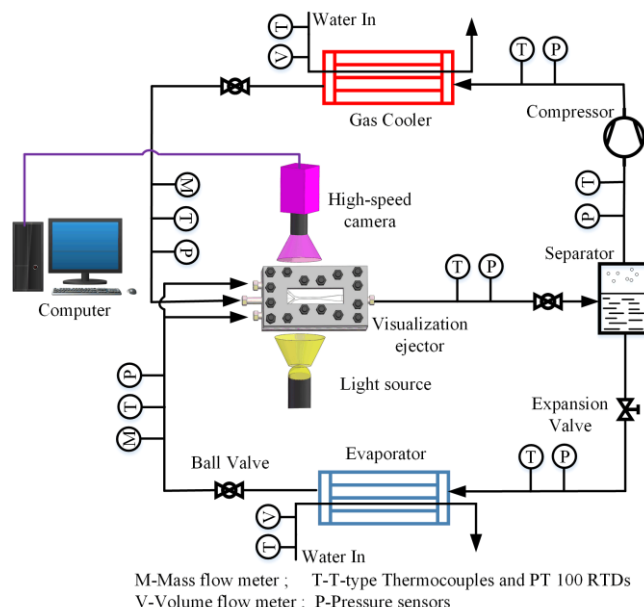 Water In
T
V
T
P
Gas Cooler
Compressor
High-speed
camera
M
T
P
T
P
Separator
Computer
T
P
Visualization
ejector
Light source
P
T
M
Expansion
Valve
Ball Valve
Evaporator
T
P
V
T
Water In
M-Mass flow meter ; T-T-type Thermocouples and PT 100 RTDs
V-Volume flow meter ; P-Pressure sensors